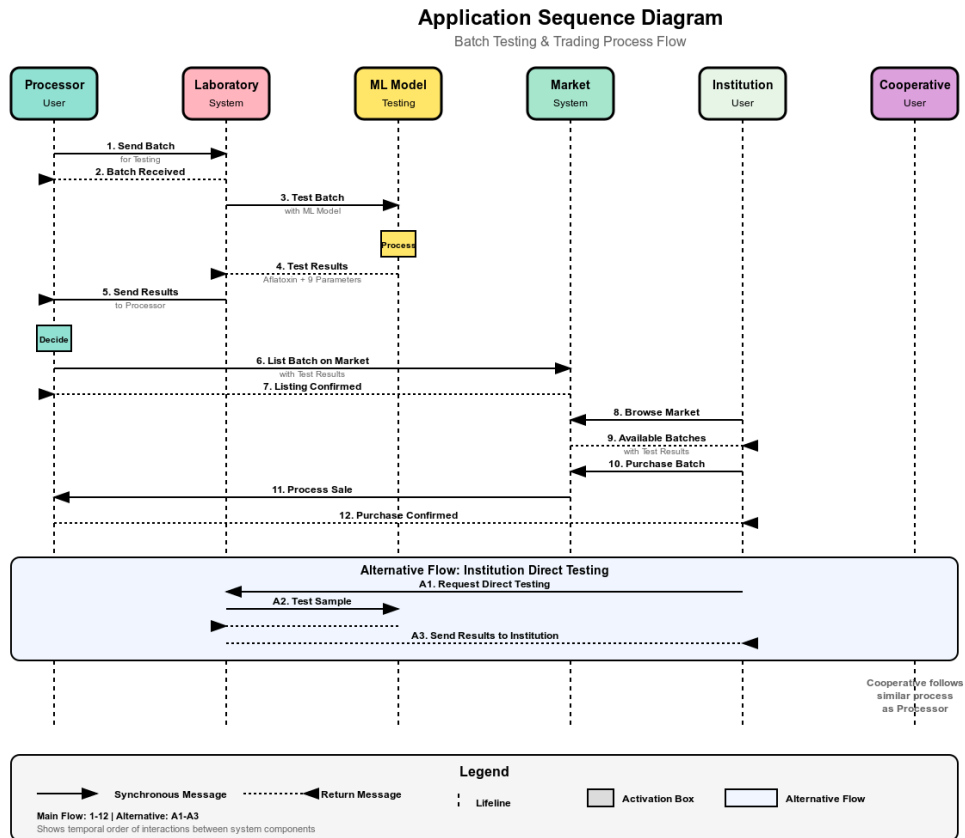 Application Sequence Diagram
Batch Testing & Trading Process Flow
Processor
User
Laboratory
System
ML Model
Testing
Market
System
Institution
User
Cooperative
User
1. Send Batch
for Testing
2. Batch Received
3. Test Batch
with ML Model
Process
4. Test Results
Aflatoxin + 9 Parameters
5. Send Results
to Processor
Decide
6. List Batch on Market
with Test Results
7. Listing Confirmed
8. Browse Market
9. Available Batches
with Test Results
10. Purchase Batch
11. Process Sale
12. Purchase Confirmed
Alternative Flow: Institution Direct Testing
A1. Request Direct Testing
A2. Test Sample
A3. Send Results to Institution
Cooperative follows
similar process
as Processor
Legend
Synchronous Message
Return Message
Lifeline
Activation Box
Alternative Flow
Main Flow: 1-12 | Alternative: A1-A3
Shows temporal order of interactions between system components